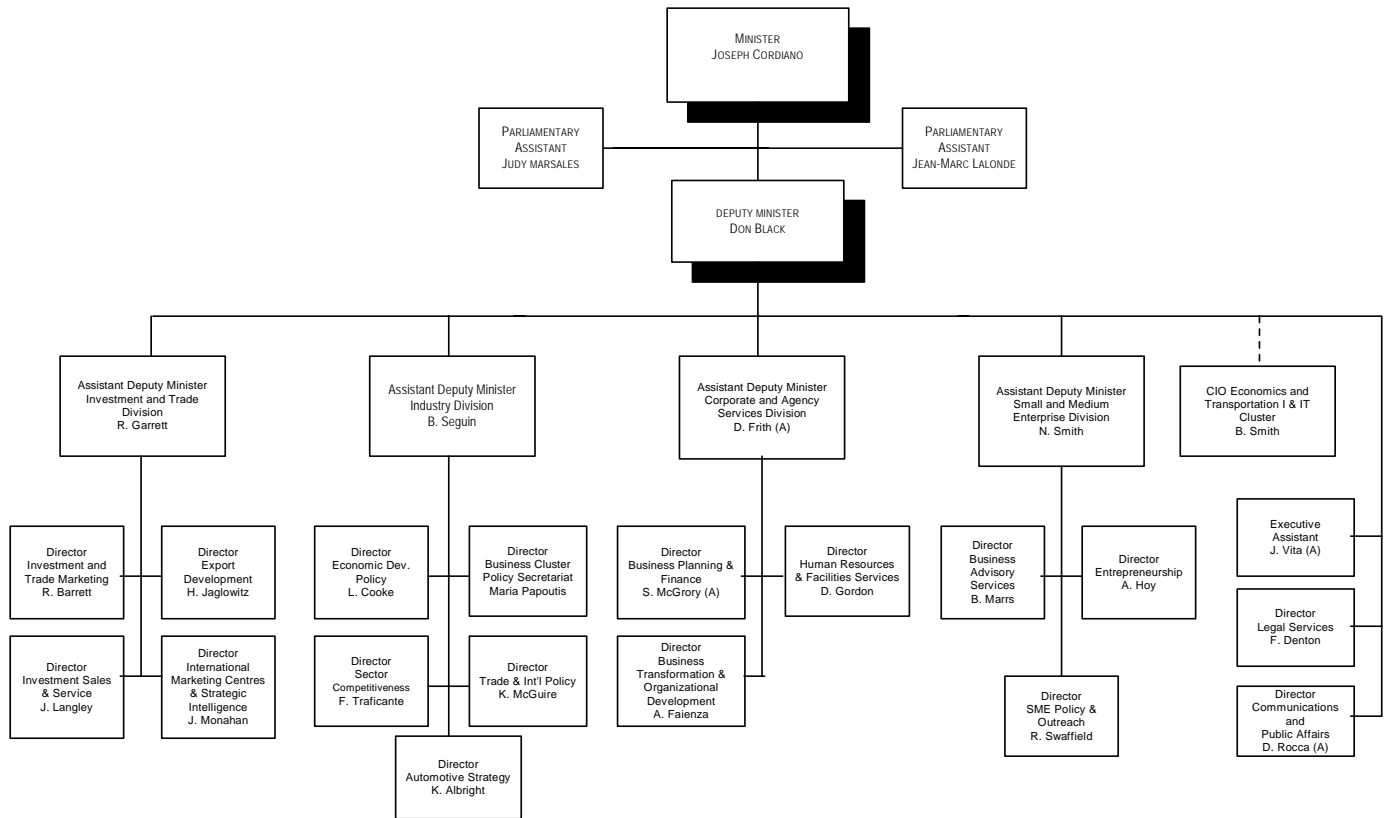 MINISTER
JOSEPH CORDIANO
PARLIAMENTARY
ASSISTANT
JUDY MARSALES
PARLIAMENTARY
ASSISTANT
JEAN-MARC LALONDE
DEPUTY MINISTER
DON BLACK
Assistant Deputy Minister
Investment and Trade
Division
R. Garrett
Assistant Deputy Minister
Industry Division
B. Seguin
Assistant Deputy Minister
Corporate and Agency
Services Division
D. Frith (A)
Assistant Deputy Minister
Small and Medium
Enterprise Division
N. Smith
CIO Economics and
Transportation I & IT
Cluster
B. Smith
Director
Investment and
Trade Marketing
R. Barrett
Director
Export
Development
H. Jaglowitz
Director
Investment Sales
& Service
J. Langley
Director
International
Marketing Centres
& Strategic
Intelligence
J. Monahan
Director
Economic Dev.
Policy
L. Cooke
Director
Business Cluster
Policy Secretariat
Maria Papoutis
Director
Sector
Competitiveness
F. Traficante
Director
Trade & Int'l Policy
K. McGuire
Director
Automotive Strategy
K. Albright
Director
Business Planning &
Finance
S. McGrory (A)
Director
Human Resources
& Facilities Services
D. Gordon
Director
Business
Transformation &
Organizational
Development
A. Faienza
Director
Business
Advisory
Services
B. Marrs
Director
Entrepreneurship
A. Hoy
Director
SME Policy &
Outreach
R. Swaffield
Executive
Assistant
J. Vita (A)
Director
Legal Services
F. Denton
Director
Communications
and
Public Affairs
D. Rocca (A)